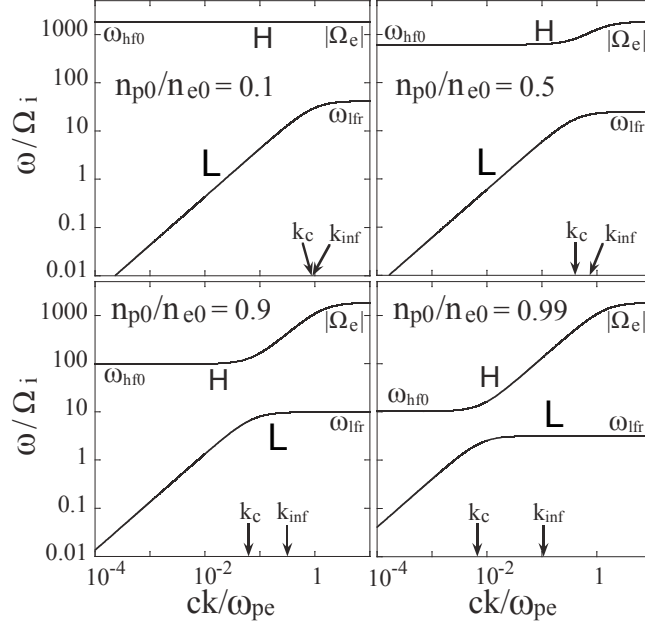 1000
100
10
1
0.1
0.01
ω/Ω i
ω_hf0
H
|Ω_e|
n_p0/n_e0 = 0.1
ω_lfr
L
k_c
k_inf
ω_hf0
H
|Ω_e|
n_p0/n_e0 = 0.5
ω_lfr
L
k_c
k_inf
1000
100
10
1
0.1
0.01
ω/Ω i
n_p0/n_e0 = 0.9
|Ω_e|
ω_hf0
H
ω_lfr
L
k_c
k_inf
n_p0/n_e0 = 0.99
|Ω_e|
ω_hf0
H
L
ω_lfr
k_c
k_inf
10^-4
10^-2
1
ck/ω_pe
10^-4
10^-2
1
ck/ω_pe